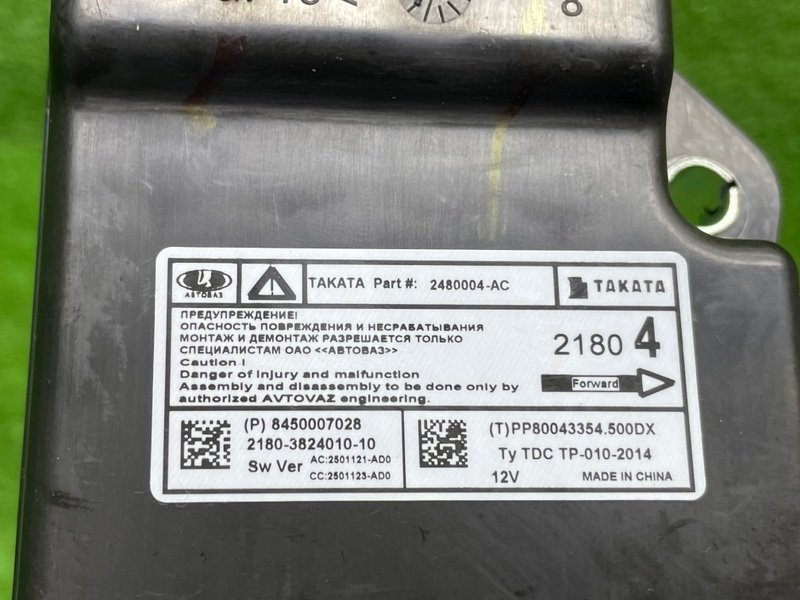 АВТОВАЗ
TAKATA Part #: 2480004-AC
TAKATA
ПРЕДУПРЕЖДЕНИЕ!
ОПАСНОСТЬ ПОВРЕЖДЕНИЯ И НЕСРАБАТЫВАНИЯ
МОНТАЖ И ДЕМОНТАЖ РАЗРЕШАЕТСЯ ТОЛЬКО
СПЕЦИАЛИСТАМ ОАО <<АВТОВАЗ>>
Caution !
Danger of injury and malfunction
Assembly and disassembly to be done only by
authorized AVTOVAZ engineering.
2180 4
Forward
(P) 8450007028
2180-3824010-10
Sw Ver AC:2501121-AD0
CC:2501123-AD0
(T)PP80043354.500DX
Ty TDC TP-010-2014
12V MADE IN CHINA